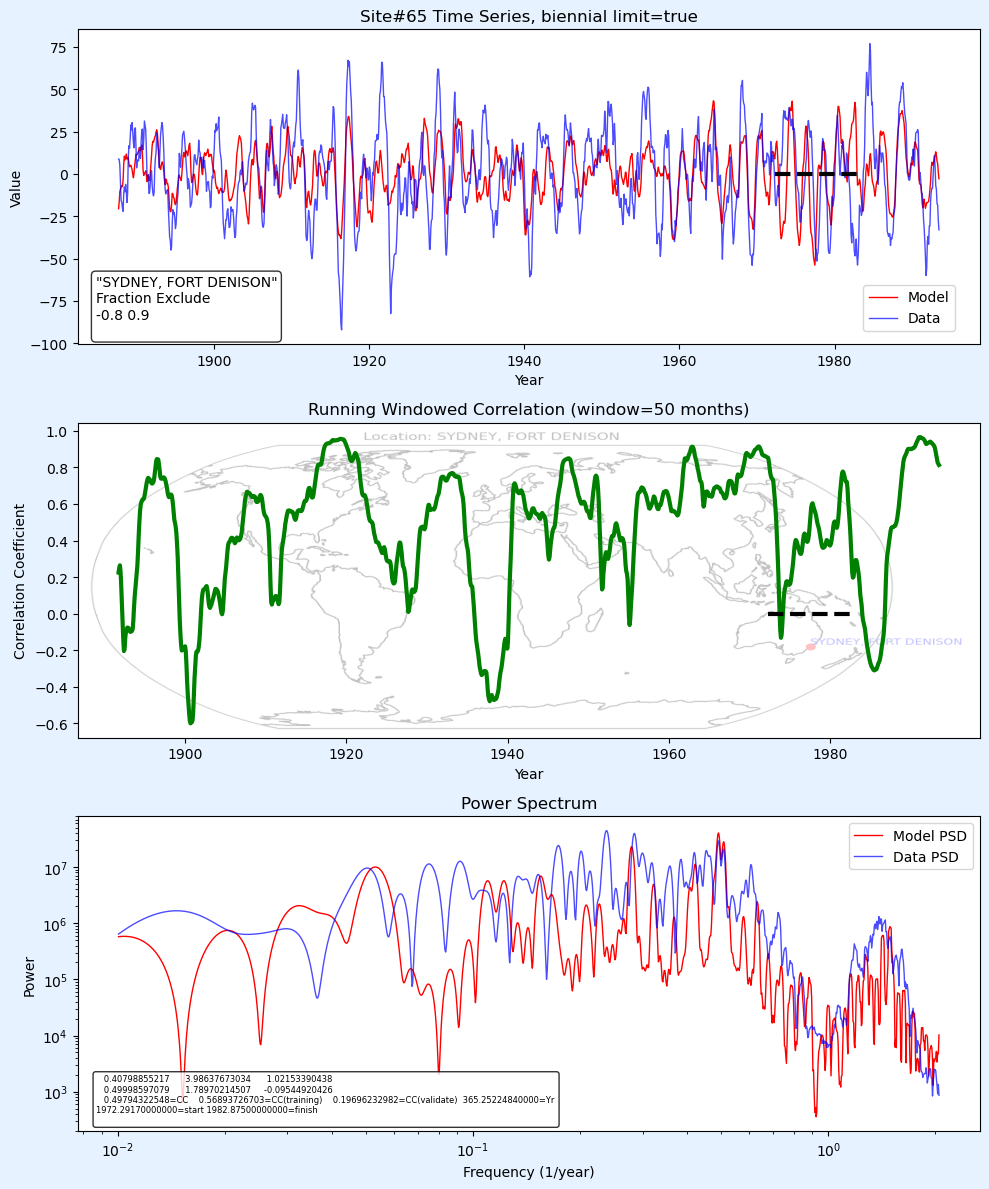 Site#65 Time Series, biennial limit=true
75
50
25
0
−25
−50
−75
−100
Value
"SYDNEY, FORT DENISON"
Fraction Exclude
-0.8 0.9
Model
Data
1900 1920 1940 1960 1980
Year
Running Windowed Correlation (window=50 months)
Location: SYDNEY, FORT DENISON
1.0
0.8
0.6
0.4
0.2
0.0
−0.2
−0.4
−0.6
Correlation Coefficient
SYDNEY, FORT DENISON
1900 1920 1940 1960 1980
Year
Power Spectrum
Model PSD
Data PSD
10⁷
10⁶
10⁵
10⁴
10³
Power
0.40798855217 3.98637673034 1.02153390438
0.49998597079 1.78970214507 -0.09544920426
0.49794322548=CC 0.56893726703=CC(training) 0.19696232982=CC(validate) 365.25224840000=Yr
1972.29170000000=start 1982.87500000000=finish
10⁻² 10⁻¹ 10⁰
Frequency (1/year)